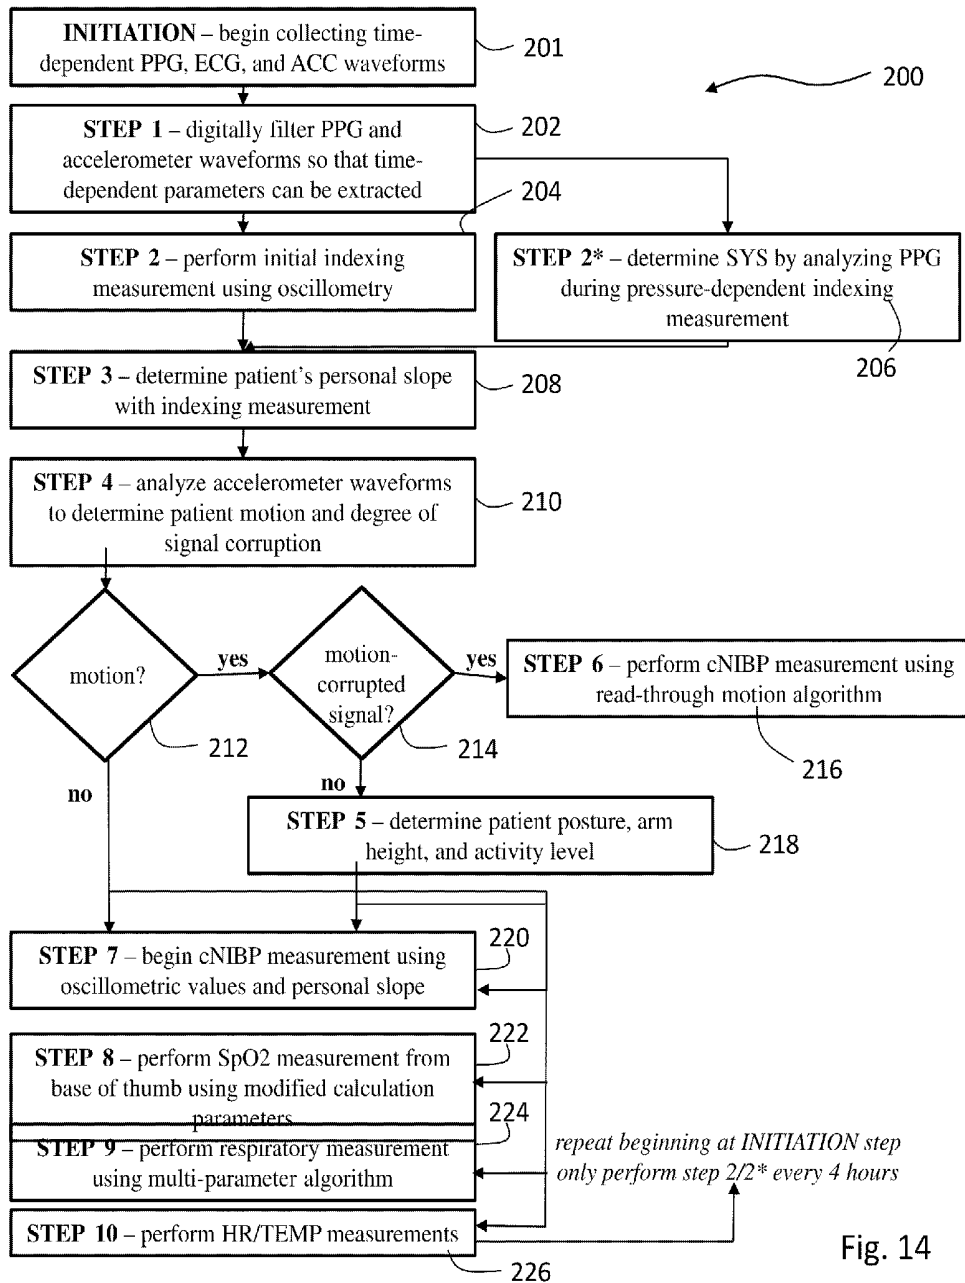 INITIATION – begin collecting time-
dependent PPG, ECG, and ACC waveforms
201
200
STEP 1 – digitally filter PPG and
accelerometer waveforms so that time-
dependent parameters can be extracted
202
204
STEP 2 – perform initial indexing
measurement using oscillometry
STEP 2* – determine SYS by analyzing PPG
during pressure-dependent indexing
measurement
206
STEP 3 – determine patient's personal slope
with indexing measurement
208
STEP 4 – analyze accelerometer waveforms
to determine patient motion and degree of
signal corruption
210
motion?
yes
motion-
corrupted
signal?
yes
STEP 6 – perform cNIBP measurement using
read-through motion algorithm
212
214
216
no
no
STEP 5 – determine patient posture, arm
height, and activity level
218
STEP 7 – begin cNIBP measurement using
oscillometric values and personal slope
220
STEP 8 – perform SpO2 measurement from
base of thumb using modified calculation
parameters
222
STEP 9 – perform respiratory measurement
using multi-parameter algorithm
224
repeat beginning at INITIATION step
only perform step 2/2* every 4 hours
STEP 10 – perform HR/TEMP measurements
226
Fig. 14